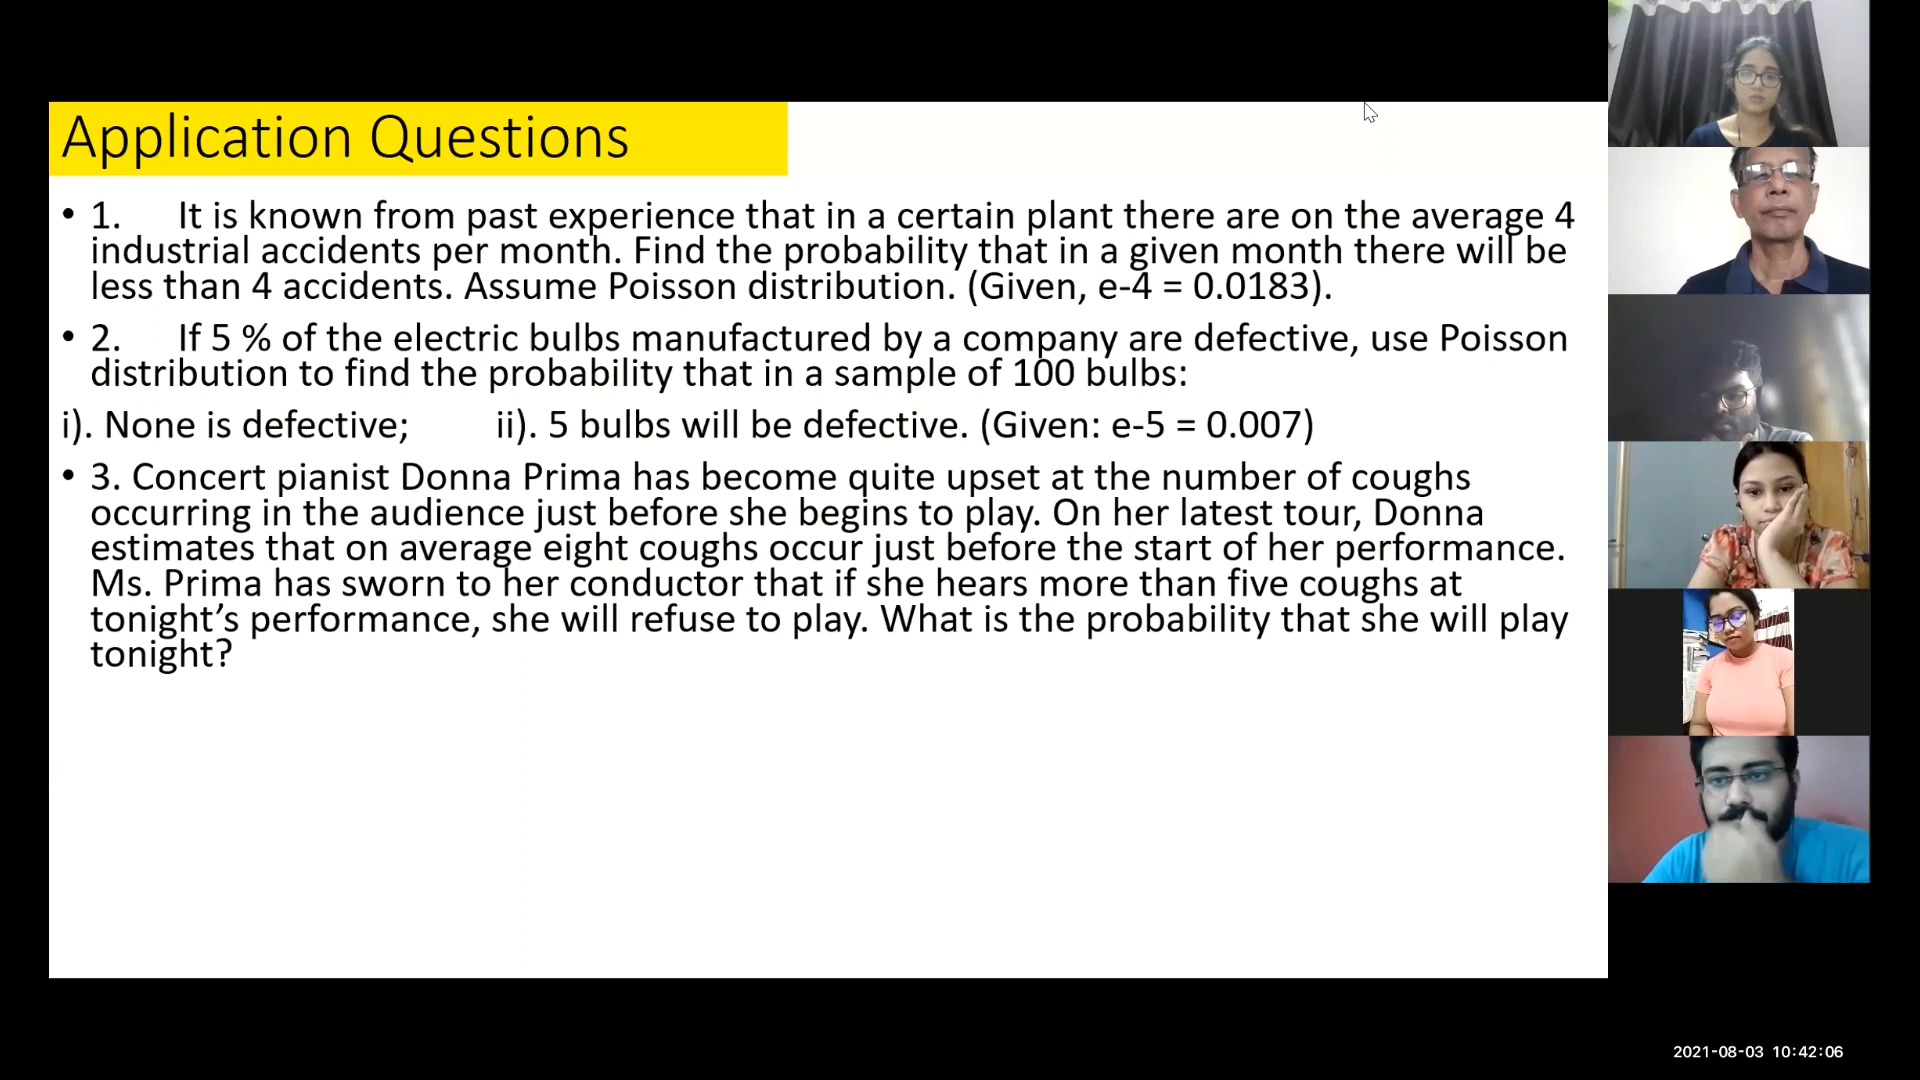 Application Questions
• 1. It is known from past experience that in a certain plant there are on the average 4
industrial accidents per month. Find the probability that in a given month there will be
less than 4 accidents. Assume Poisson distribution. (Given, e-4 = 0.0183).
• 2. If 5 % of the electric bulbs manufactured by a company are defective, use Poisson
distribution to find the probability that in a sample of 100 bulbs:
i). None is defective; ii). 5 bulbs will be defective. (Given: e-5 = 0.007)
• 3. Concert pianist Donna Prima has become quite upset at the number of coughs
occurring in the audience just before she begins to play. On her latest tour, Donna
estimates that on average eight coughs occur just before the start of her performance.
Ms. Prima has sworn to her conductor that if she hears more than five coughs at
tonight’s performance, she will refuse to play. What is the probability that she will play
tonight?
2021-08-03 10:42:06